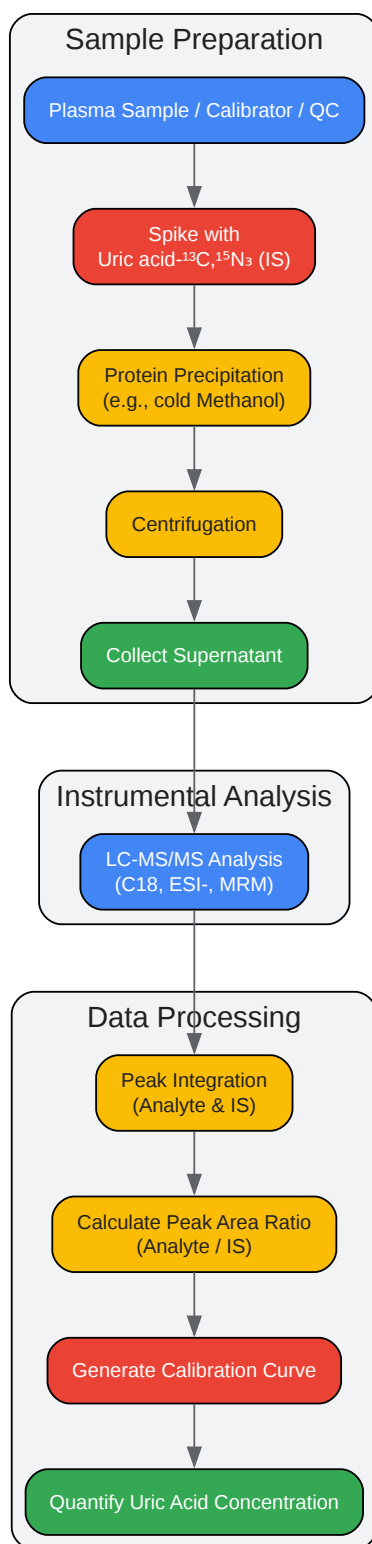 Sample Preparation
Plasma Sample / Calibrator / QC
Spike with
Uric acid-¹³C,¹⁵N₃ (IS)
Protein Precipitation
(e.g., cold Methanol)
Centrifugation
Collect Supernatant
Instrumental Analysis
LC-MS/MS Analysis
(C18, ESI-, MRM)
Data Processing
Peak Integration
(Analyte & IS)
Calculate Peak Area Ratio
(Analyte / IS)
Generate Calibration Curve
Quantify Uric Acid Concentration